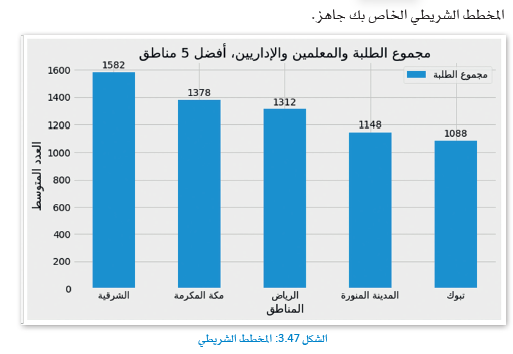 المخطط الشريطي الخاص بك جاهز.
مجموع الطلبة والمعلمين والإداريين، أفضل 5 مناطق
مجموع الطلبة
العدد المتوسط
1600
1400
1200
1000
800
600
400
200
0
1582
1378
1312
1148
1088
الشرقية
مكة المكرمة
الرياض
المدينة المنورة
تبوك
المناطق
الشكل 3.47: المخطط الشريطي